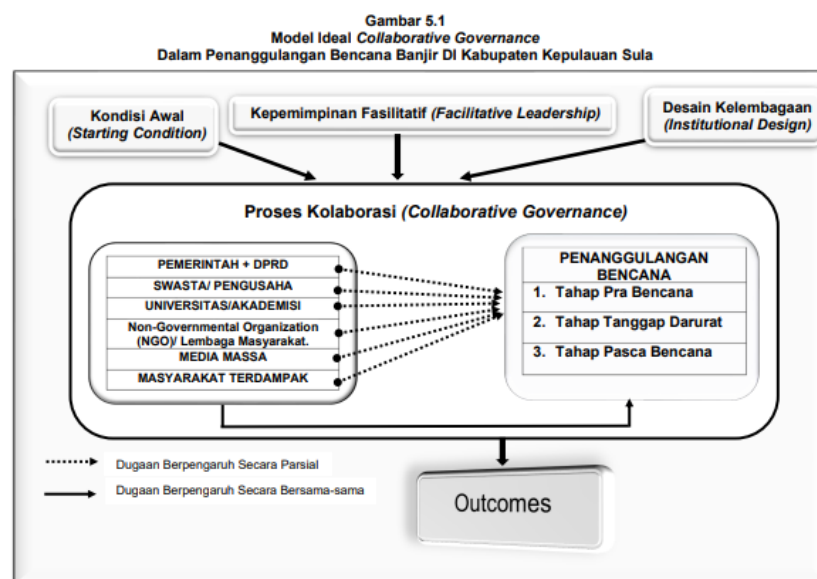 Gambar 5.1
Model Ideal Collaborative Governance
Dalam Penanggulangan Bencana Banjir DI Kabupaten Kepulauan Sula
Kondisi Awal
(Starting Condition)
Kepemimpinan Fasilitatif (Facilitative Leadership)
Desain Kelembagaan
(Institutional Design)
Proses Kolaborasi (Collaborative Governance)
PEMERINTAH + DPRD
SWASTA/ PENGUSAHA
UNIVERSITAS/AKADEMISI
Non-Governmental Organization
(NGO)/ Lembaga Masyarakat.
MEDIA MASSA
MASYARAKAT TERDAMPAK
PENANGGULANGAN
BENCANA
1. Tahap Pra Bencana
2. Tahap Tanggap Darurat
3. Tahap Pasca Bencana
Dugaan Berpengaruh Secara Parsial
Dugaan Berpengaruh Secara Bersama-sama
Outcomes